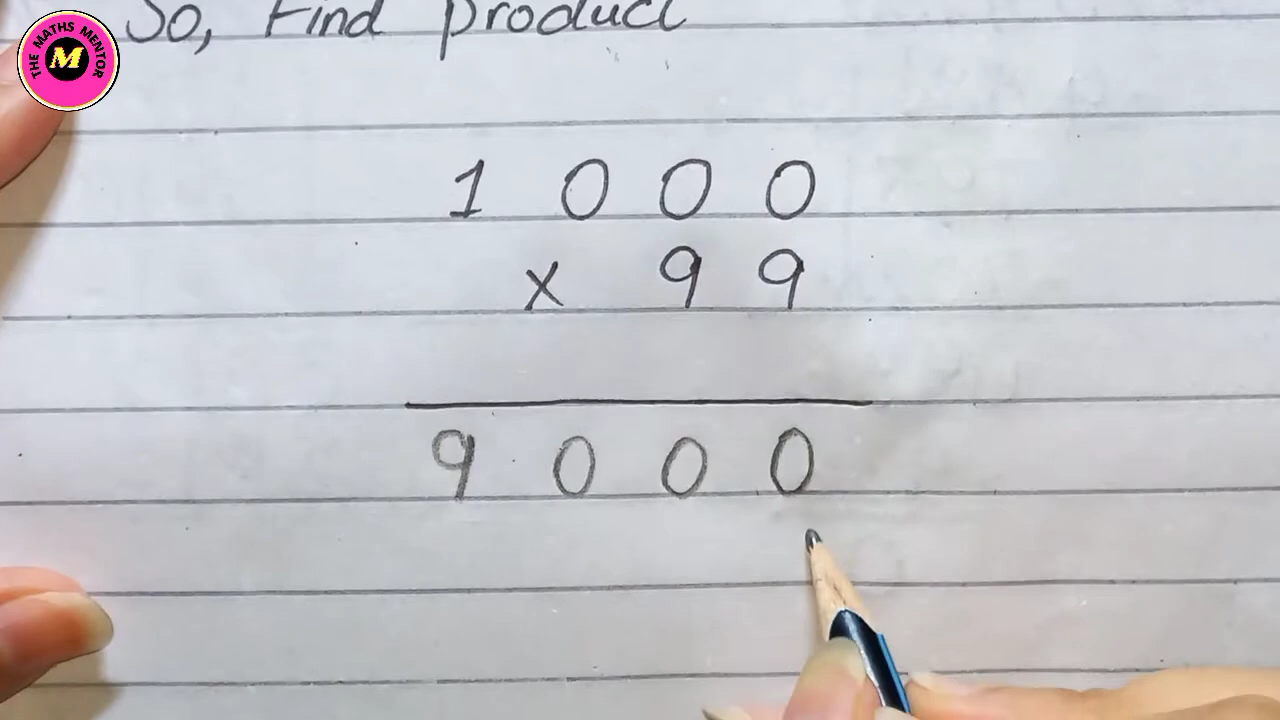 THE MATHS MENTOR
M
So, Find product
1 0 0 0
x 9 9
9 0 0 0